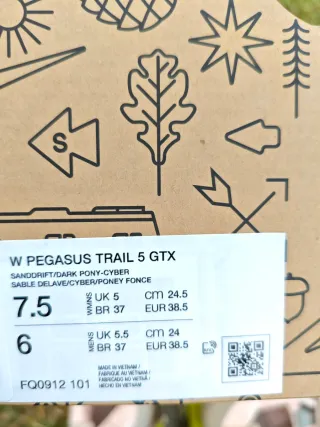 S
W PEGASUS TRAIL 5 GTX
SANDDRIFT/DARK PONY-CYBER
SABLE DELAVE/CYBER/PONEY FONCE
7.5 WMNS UK 5 CM 24.5
BR 37 EUR 38.5
6 MENS UK 5.5 CM 24
BR 37 EUR 38.5
MADE IN VIETNAM /
FABRIQUÉ AU VIETNAM /
FABRICADO NO VIETNÃ /
HECHO EN VIETNAM
FQ0912 101